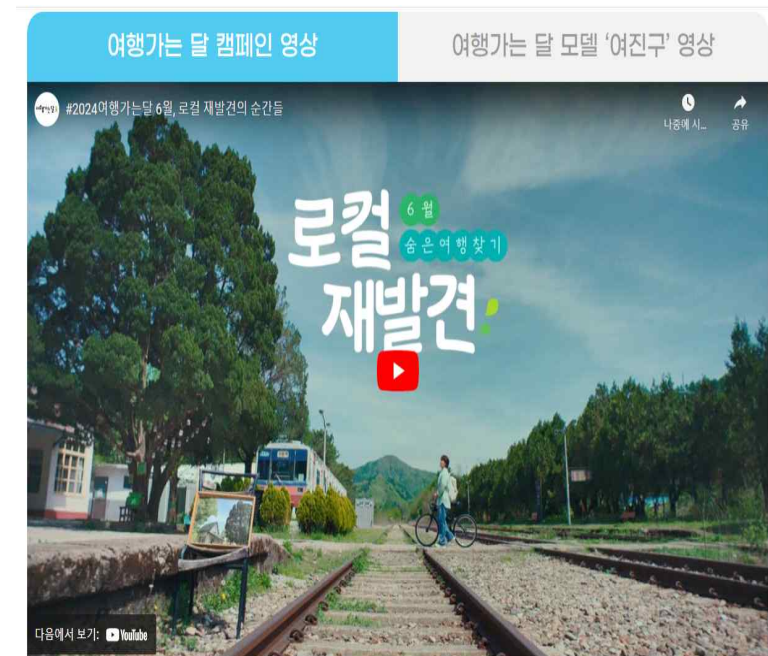 여행가는 달 캠페인 영상
여행가는 달 모델 ‘여진구’ 영상
#2024여행가는달 6월, 로컬 재발견의 순간들
나중에 시...
공유
로컬
6월
숨은여행찾기
재발견
다음에서 보기: YouTube